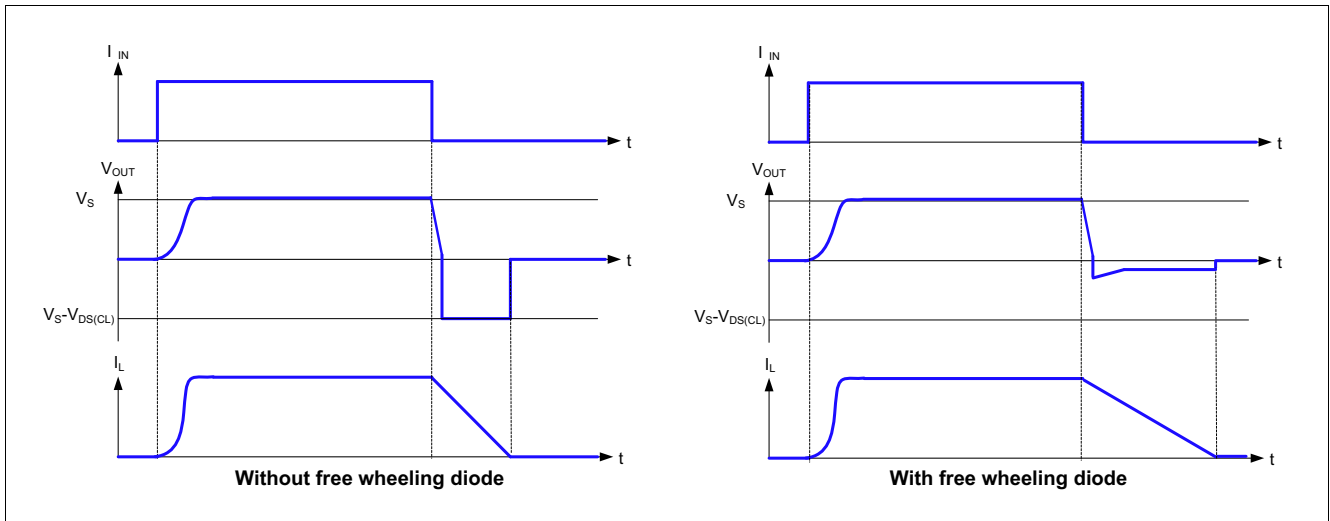 I IN
t
VOUT
VS
t
VS-VDS(CL)
IL
t
Without free wheeling diode
I IN
t
VOUT
VS
t
VS-VDS(CL)
IL
t
With free wheeling diode